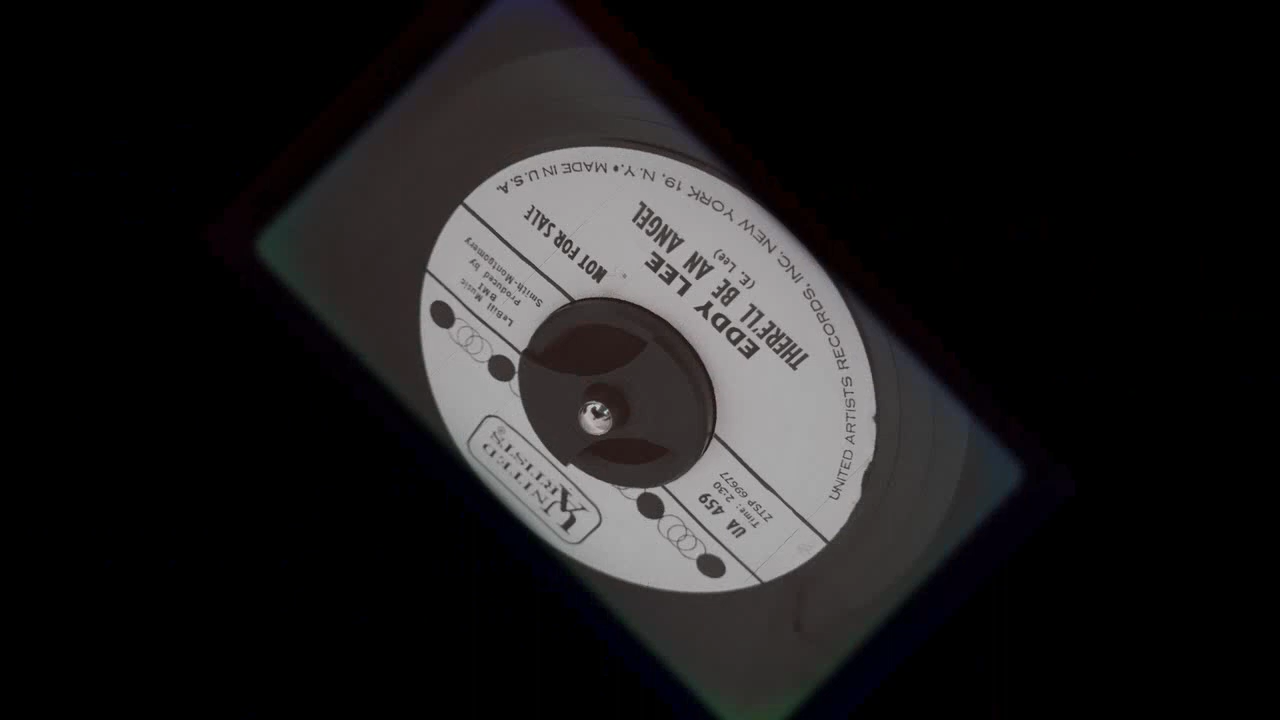 UNITED
ARTISTS®
LeBill Music
BMI
Produced by
Smith-Montgomery
UA 459
Time: 2:30
ZTSP 69677
NOT FOR SALE
THERE'LL BE AN ANGEL
(E. Lee)
EDDY LEE
UNITED ARTISTS RECORDS, INC. NEW YORK 19, N.Y. • MADE IN U.S.A.